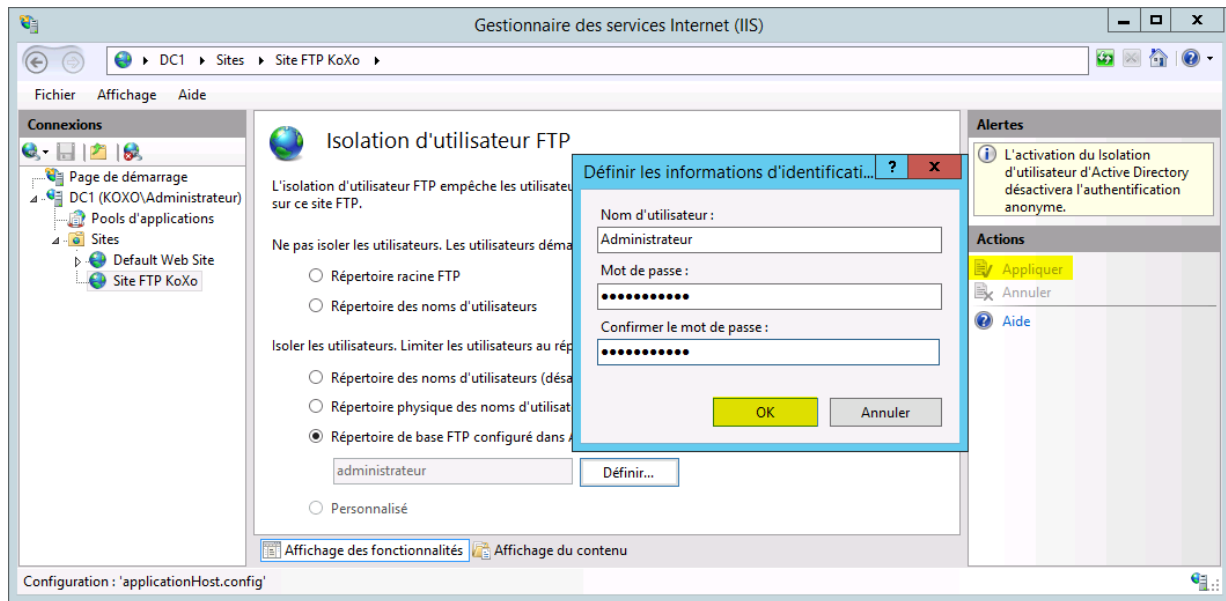 Gestionnaire des services Internet (IIS)
DC1 Sites Site FTP KoXo
Fichier Affichage Aide
Connexions
Page de démarrage
DC1 (KOXO\Administrateur)
Pools d'applications
Sites
Default Web Site
Site FTP KoXo
Isolation d'utilisateur FTP
L'isolation d'utilisateur FTP empêche les utilisateu
sur ce site FTP.
Ne pas isoler les utilisateurs. Les utilisateurs déma
Répertoire racine FTP
Répertoire des noms d'utilisateurs
Isoler les utilisateurs. Limiter les utilisateurs au rép
Répertoire des noms d'utilisateurs (désa
Répertoire physique des noms d'utilisat
Répertoire de base FTP configuré dans
administrateur
Définir...
Personnalisé
Affichage des fonctionnalités Affichage du contenu
Définir les informations d'identificati... ? x
Nom d'utilisateur :
Administrateur
Mot de passe :
•••••••••••
Confirmer le mot de passe :
•••••••••••
OK Annuler
Alertes
L'activation du Isolation
d'utilisateur d'Active Directory
désactivera l'authentification
anonyme.
Actions
Appliquer
Annuler
Aide
Configuration : 'applicationHost.config'